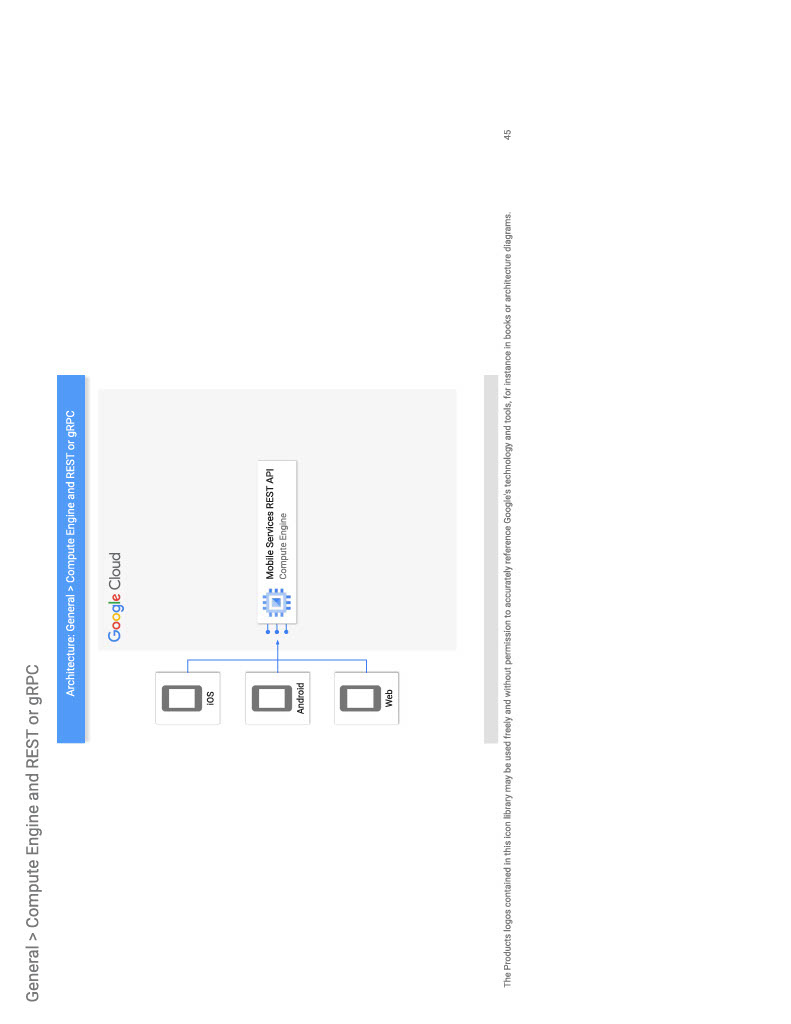 General > Compute Engine and REST or gRPC
Architecture: General > Compute Engine and REST or gRPC
Google Cloud
iOS
Android
Web
Mobile Services REST API
Compute Engine
The Products logos contained in this icon library may be used freely and without permission to accurately reference Google's technology and tools, for instance in books or architecture diagrams.
45